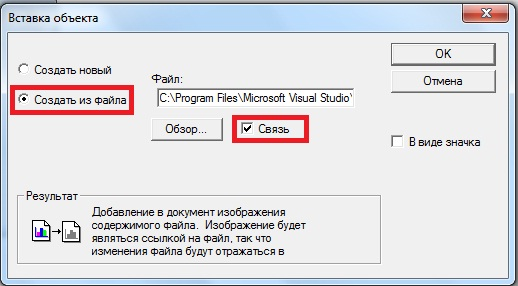 Вставка объекта
Создать новый
Создать из файла
Файл:
C:\Program Files\Microsoft Visual Studio\
Обзор...
Связь
OK
Отмена
В виде значка
Результат
Добавление в документ изображения
содержимого файла. Изображение будет
являться ссылкой на файл, так что
изменения файла будут отражаться в